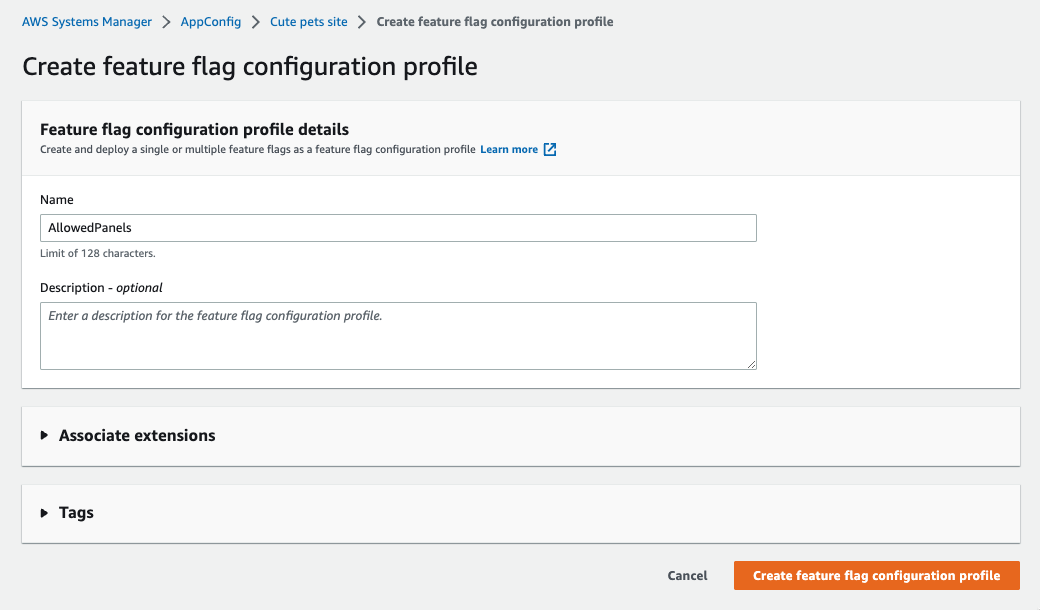 AWS Systems Manager > AppConfig > Cute pets site > Create feature flag configuration profile
Create feature flag configuration profile
Feature flag configuration profile details
Create and deploy a single or multiple feature flags as a feature flag configuration profile Learn more
Name
AllowedPanels
Limit of 128 characters.
Description - optional
Enter a description for the feature flag configuration profile.
Associate extensions
Tags
Cancel Create feature flag configuration profile